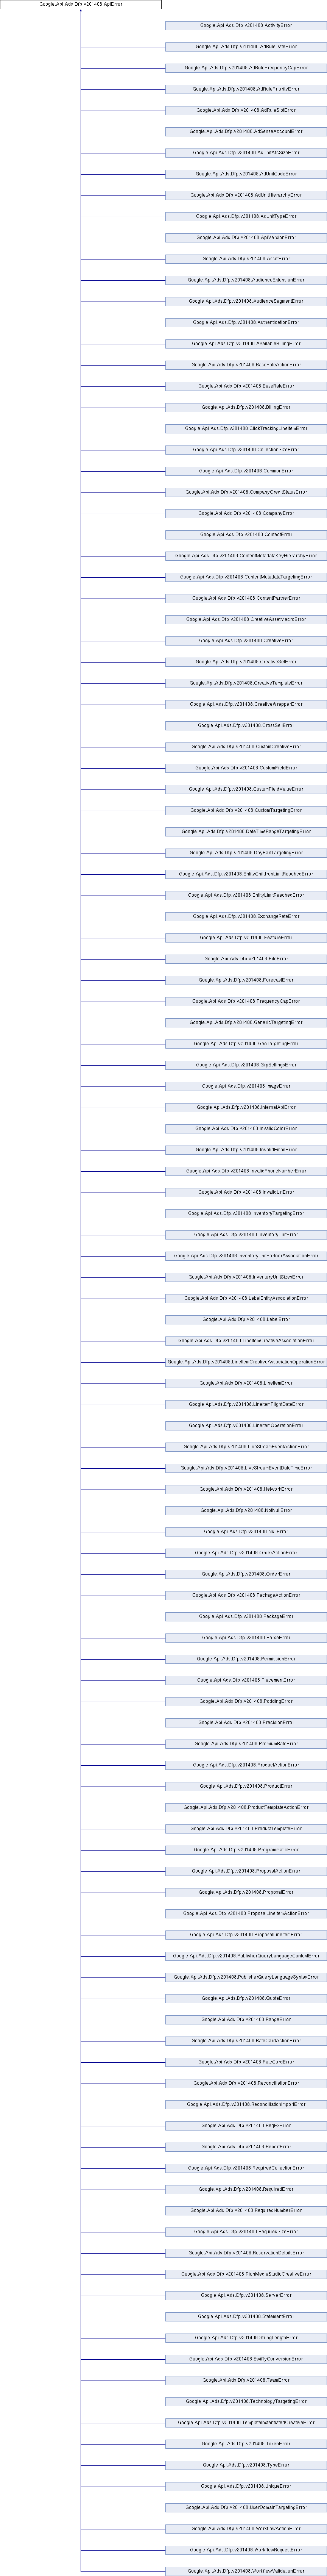 Google.Api.Ads.Dfp.v201408.ApiError
Google.Api.Ads.Dfp.v201408.ActivityError
Google.Api.Ads.Dfp.v201408.AdRuleDateError
Google.Api.Ads.Dfp.v201408.AdRuleFrequencyCapError
Google.Api.Ads.Dfp.v201408.AdRulePriorityError
Google.Api.Ads.Dfp.v201408.AdRuleSlotError
Google.Api.Ads.Dfp.v201408.AdSenseAccountError
Google.Api.Ads.Dfp.v201408.AdUnitAfcSizeError
Google.Api.Ads.Dfp.v201408.AdUnitCodeError
Google.Api.Ads.Dfp.v201408.AdUnitHierarchyError
Google.Api.Ads.Dfp.v201408.AdUnitTypeError
Google.Api.Ads.Dfp.v201408.ApiVersionError
Google.Api.Ads.Dfp.v201408.AssetError
Google.Api.Ads.Dfp.v201408.AudienceExtensionError
Google.Api.Ads.Dfp.v201408.AudienceSegmentError
Google.Api.Ads.Dfp.v201408.AuthenticationError
Google.Api.Ads.Dfp.v201408.AvailableBillingError
Google.Api.Ads.Dfp.v201408.BaseRateActionError
Google.Api.Ads.Dfp.v201408.BaseRateError
Google.Api.Ads.Dfp.v201408.BillingError
Google.Api.Ads.Dfp.v201408.ClickTrackingLineItemError
Google.Api.Ads.Dfp.v201408.CollectionSizeError
Google.Api.Ads.Dfp.v201408.CommonError
Google.Api.Ads.Dfp.v201408.CompanyCreditStatusError
Google.Api.Ads.Dfp.v201408.CompanyError
Google.Api.Ads.Dfp.v201408.ContactError
Google.Api.Ads.Dfp.v201408.ContentMetadataKeyHierarchyError
Google.Api.Ads.Dfp.v201408.ContentMetadataTargetingError
Google.Api.Ads.Dfp.v201408.ContentPartnerError
Google.Api.Ads.Dfp.v201408.CreativeAssetMacroError
Google.Api.Ads.Dfp.v201408.CreativeError
Google.Api.Ads.Dfp.v201408.CreativeSetError
Google.Api.Ads.Dfp.v201408.CreativeTemplateError
Google.Api.Ads.Dfp.v201408.CreativeWrapperError
Google.Api.Ads.Dfp.v201408.CrossSellError
Google.Api.Ads.Dfp.v201408.CustomCreativeError
Google.Api.Ads.Dfp.v201408.CustomFieldError
Google.Api.Ads.Dfp.v201408.CustomFieldValueError
Google.Api.Ads.Dfp.v201408.CustomTargetingError
Google.Api.Ads.Dfp.v201408.DateTimeRangeTargetingError
Google.Api.Ads.Dfp.v201408.DayPartTargetingError
Google.Api.Ads.Dfp.v201408.EntityChildrenLimitReachedError
Google.Api.Ads.Dfp.v201408.EntityLimitReachedError
Google.Api.Ads.Dfp.v201408.ExchangeRateError
Google.Api.Ads.Dfp.v201408.FeatureError
Google.Api.Ads.Dfp.v201408.FileError
Google.Api.Ads.Dfp.v201408.ForecastError
Google.Api.Ads.Dfp.v201408.FrequencyCapError
Google.Api.Ads.Dfp.v201408.GenericTargetingError
Google.Api.Ads.Dfp.v201408.GeoTargetingError
Google.Api.Ads.Dfp.v201408.GrpSettingsError
Google.Api.Ads.Dfp.v201408.ImageError
Google.Api.Ads.Dfp.v201408.InternalApiError
Google.Api.Ads.Dfp.v201408.InvalidColorError
Google.Api.Ads.Dfp.v201408.InvalidEmailError
Google.Api.Ads.Dfp.v201408.InvalidPhoneNumberError
Google.Api.Ads.Dfp.v201408.InvalidUrlError
Google.Api.Ads.Dfp.v201408.InventoryTargetingError
Google.Api.Ads.Dfp.v201408.InventoryUnitError
Google.Api.Ads.Dfp.v201408.InventoryUnitPartnerAssociationError
Google.Api.Ads.Dfp.v201408.InventoryUnitSizesError
Google.Api.Ads.Dfp.v201408.LabelEntityAssociationError
Google.Api.Ads.Dfp.v201408.LabelError
Google.Api.Ads.Dfp.v201408.LineItemCreativeAssociationError
Google.Api.Ads.Dfp.v201408.LineItemCreativeAssociationOperationError
Google.Api.Ads.Dfp.v201408.LineItemError
Google.Api.Ads.Dfp.v201408.LineItemFlightDateError
Google.Api.Ads.Dfp.v201408.LineItemOperationError
Google.Api.Ads.Dfp.v201408.LiveStreamEventActionError
Google.Api.Ads.Dfp.v201408.LiveStreamEventDateTimeError
Google.Api.Ads.Dfp.v201408.NetworkError
Google.Api.Ads.Dfp.v201408.NotNullError
Google.Api.Ads.Dfp.v201408.NullError
Google.Api.Ads.Dfp.v201408.OrderActionError
Google.Api.Ads.Dfp.v201408.OrderError
Google.Api.Ads.Dfp.v201408.PackageActionError
Google.Api.Ads.Dfp.v201408.PackageError
Google.Api.Ads.Dfp.v201408.ParseError
Google.Api.Ads.Dfp.v201408.PermissionError
Google.Api.Ads.Dfp.v201408.PlacementError
Google.Api.Ads.Dfp.v201408.PoddingError
Google.Api.Ads.Dfp.v201408.PrecisionError
Google.Api.Ads.Dfp.v201408.PremiumRateError
Google.Api.Ads.Dfp.v201408.ProductActionError
Google.Api.Ads.Dfp.v201408.ProductError
Google.Api.Ads.Dfp.v201408.ProductTemplateActionError
Google.Api.Ads.Dfp.v201408.ProductTemplateError
Google.Api.Ads.Dfp.v201408.ProgrammaticError
Google.Api.Ads.Dfp.v201408.ProposalActionError
Google.Api.Ads.Dfp.v201408.ProposalError
Google.Api.Ads.Dfp.v201408.ProposalLineItemActionError
Google.Api.Ads.Dfp.v201408.ProposalLineItemError
Google.Api.Ads.Dfp.v201408.PublisherQueryLanguageContextError
Google.Api.Ads.Dfp.v201408.PublisherQueryLanguageSyntaxError
Google.Api.Ads.Dfp.v201408.QuotaError
Google.Api.Ads.Dfp.v201408.RangeError
Google.Api.Ads.Dfp.v201408.RateCardActionError
Google.Api.Ads.Dfp.v201408.RateCardError
Google.Api.Ads.Dfp.v201408.ReconciliationError
Google.Api.Ads.Dfp.v201408.ReconciliationImportError
Google.Api.Ads.Dfp.v201408.RegExError
Google.Api.Ads.Dfp.v201408.ReportError
Google.Api.Ads.Dfp.v201408.RequiredCollectionError
Google.Api.Ads.Dfp.v201408.RequiredError
Google.Api.Ads.Dfp.v201408.RequiredNumberError
Google.Api.Ads.Dfp.v201408.RequiredSizeError
Google.Api.Ads.Dfp.v201408.ReservationDetailsError
Google.Api.Ads.Dfp.v201408.RichMediaStudioCreativeError
Google.Api.Ads.Dfp.v201408.ServerError
Google.Api.Ads.Dfp.v201408.StatementError
Google.Api.Ads.Dfp.v201408.StringLengthError
Google.Api.Ads.Dfp.v201408.SwiffyConversionError
Google.Api.Ads.Dfp.v201408.TeamError
Google.Api.Ads.Dfp.v201408.TechnologyTargetingError
Google.Api.Ads.Dfp.v201408.TemplateInstantiatedCreativeError
Google.Api.Ads.Dfp.v201408.TokenError
Google.Api.Ads.Dfp.v201408.TypeError
Google.Api.Ads.Dfp.v201408.UniqueError
Google.Api.Ads.Dfp.v201408.UserDomainTargetingError
Google.Api.Ads.Dfp.v201408.WorkflowActionError
Google.Api.Ads.Dfp.v201408.WorkflowRequestError
Google.Api.Ads.Dfp.v201408.WorkflowValidationError